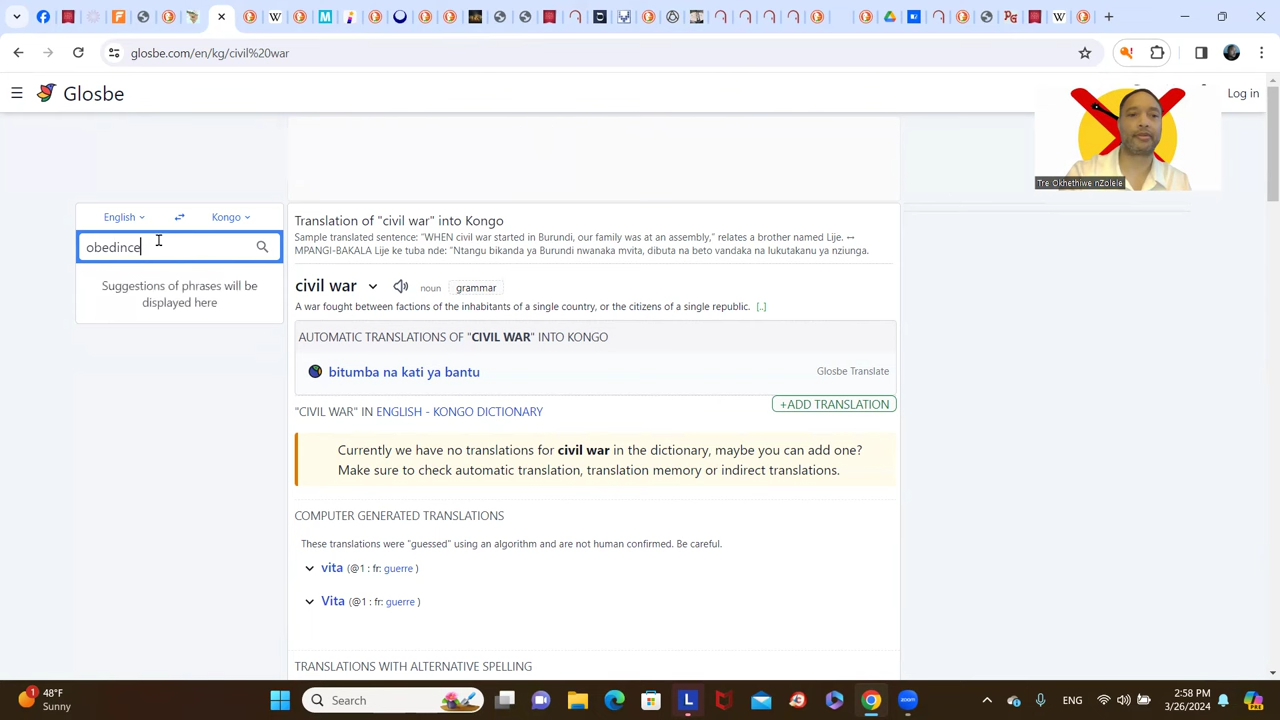 glosbe.com/en/kg/civil%20war
Glosbe
Log in
Tre Okhethiwe nZolele
English
Kongo
obedince
Suggestions of phrases will be
displayed here
Translation of "civil war" into Kongo
Sample translated sentence: "WHEN civil war started in Burundi, our family was at an assembly," relates a brother named Lije. ↔
MPANGI-BAKALA Lije ke tuba nde: "Ntangu bikanda ya Burundi nwanaka mvita, dibuta na beto vandaka na lukutakanu ya nziunga.
civil war
noun
grammar
A war fought between factions of the inhabitants of a single country, or the citizens of a single republic. [..]
AUTOMATIC TRANSLATIONS OF "CIVIL WAR" INTO KONGO
bitumba na kati ya bantu
Glosbe Translate
+ADD TRANSLATION
"CIVIL WAR" IN ENGLISH - KONGO DICTIONARY
Currently we have no translations for civil war in the dictionary, maybe you can add one?
Make sure to check automatic translation, translation memory or indirect translations.
COMPUTER GENERATED TRANSLATIONS
These translations were "guessed" using an algorithm and are not human confirmed. Be careful.
vita (@1 : fr: guerre )
Vita (@1 : fr: guerre )
TRANSLATIONS WITH ALTERNATIVE SPELLING
1
48°F
Sunny
Search
ENG
2:58 PM
3/26/2024